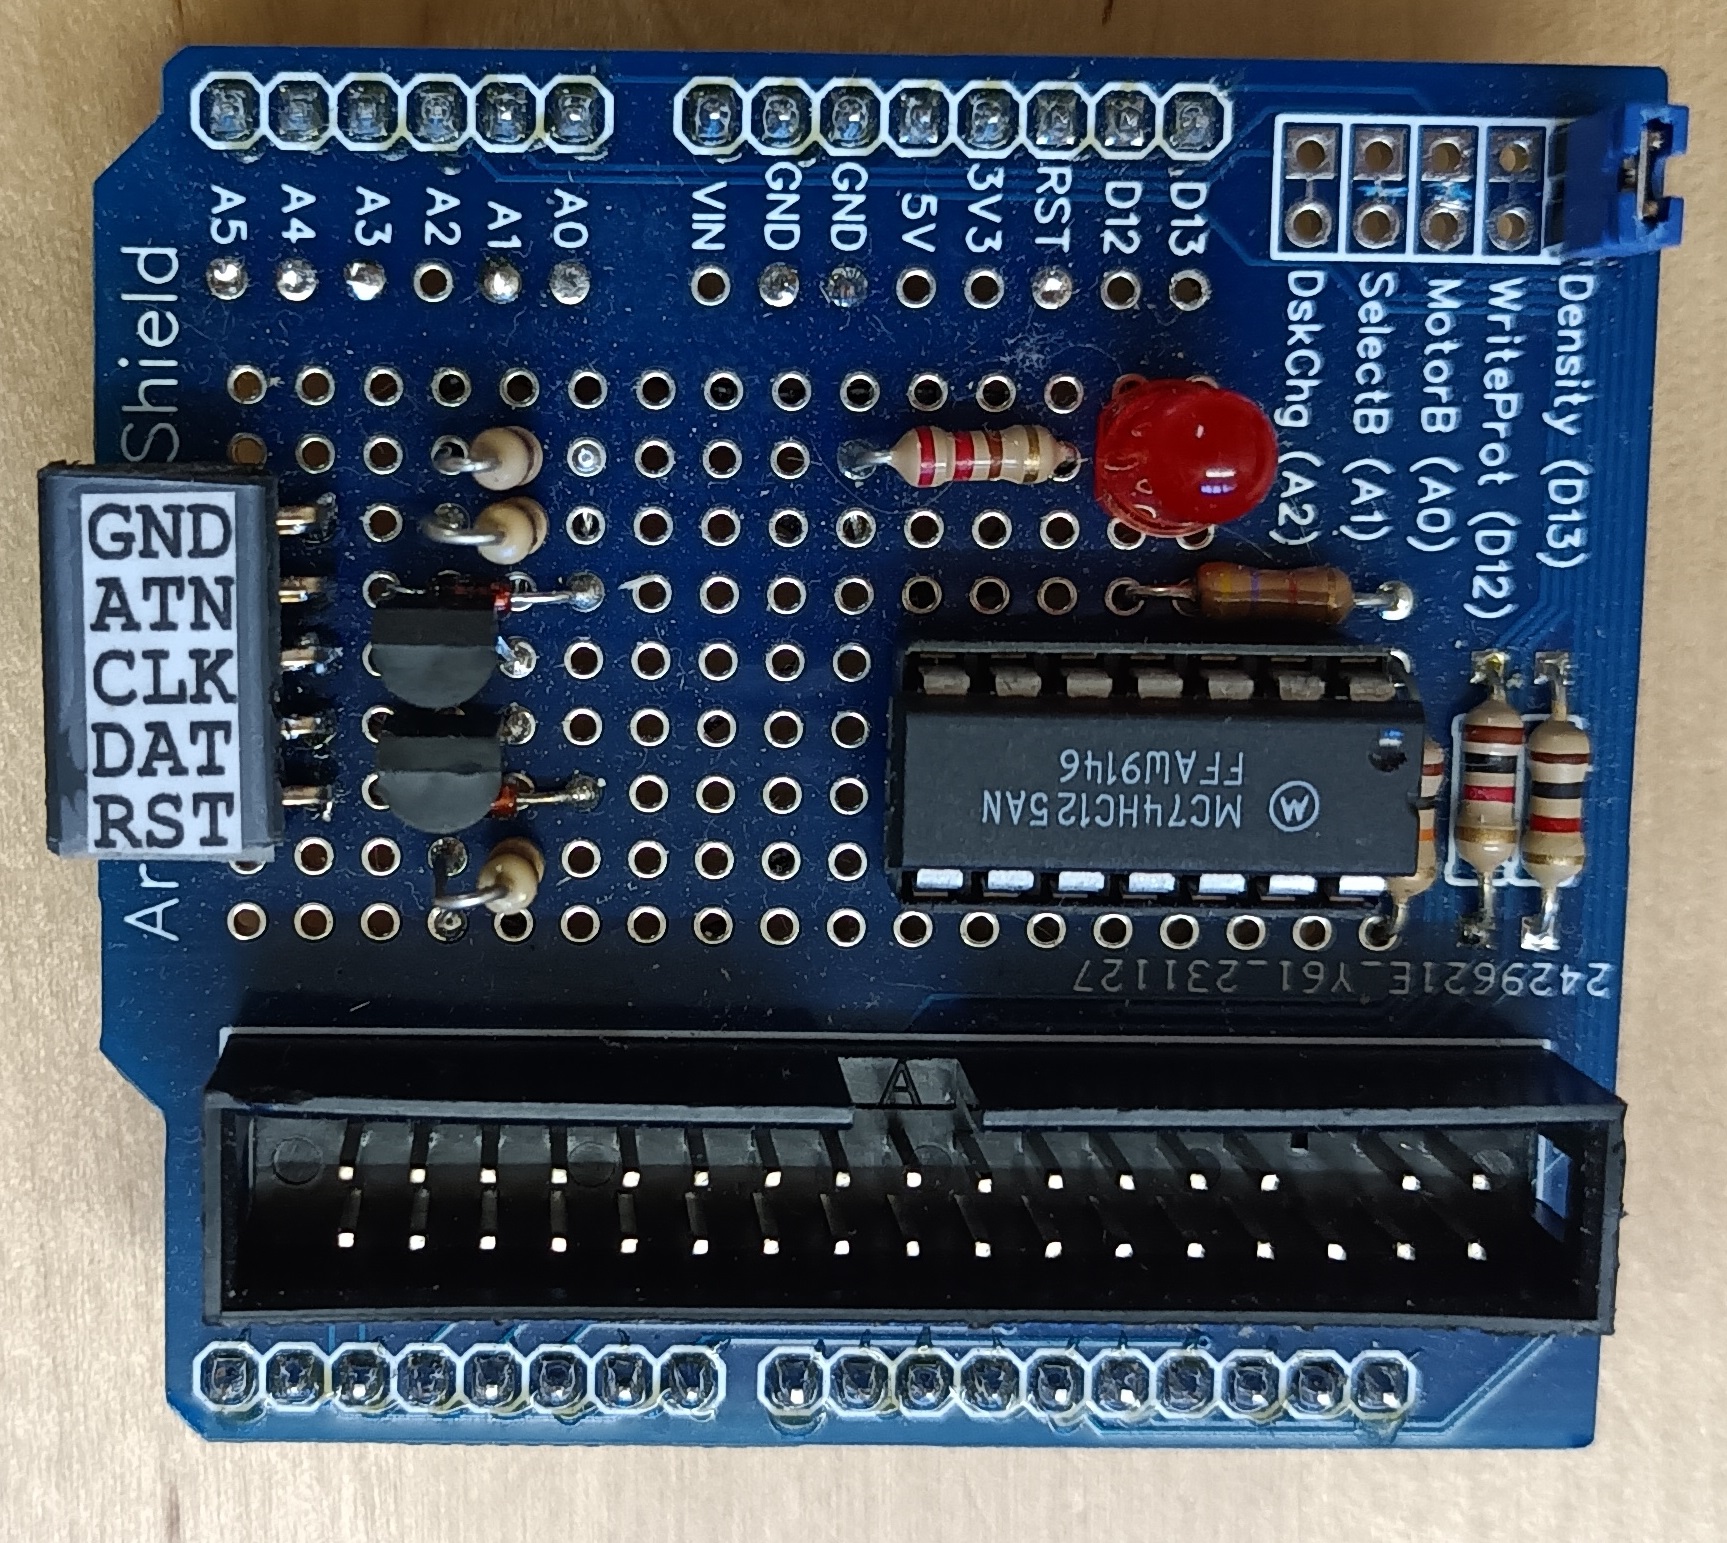 A5
A4
A3
A2
A1
A0
VIN
GND
GND
5V
3V3
RST
D12
D13
DskChg (A2)
SelectB (A1)
MotorB (A0)
WriteProt (D12)
Density (D13)
Ar Shield
GND
ATN
CLK
DAT
RST
MC74HC125AN
FFAW9146
2429621E_Y61_231127
A